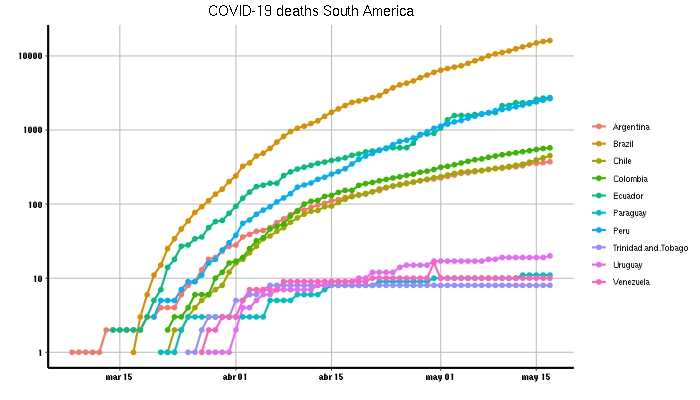 COVID-19 deaths South America
10000
1000
100
10
1
mar 15
abr 01
abr 15
may 01
may 15
Argentina
Brazil
Chile
Colombia
Ecuador
Paraguay
Peru
Trinidad.and.Tobago
Uruguay
Venezuela